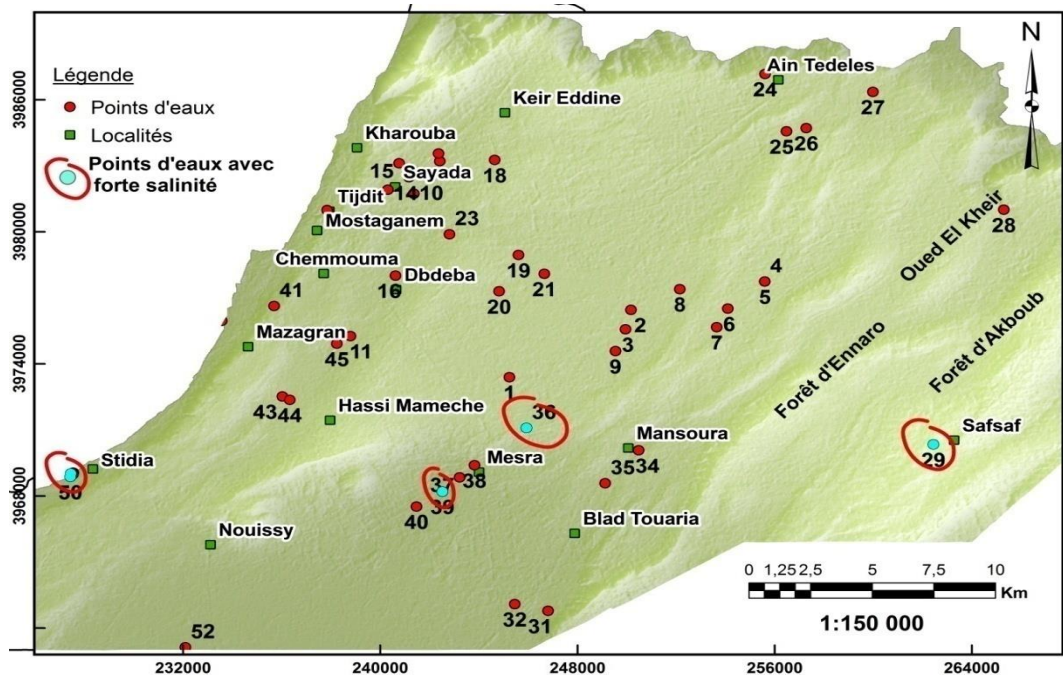 N
Légende
Points d'eaux
Localités
Points d'eaux avec
forte salinité
3986000
3980000
3974000
3968000
Ain Tedeles
24
27
Keir Eddine
25
26
Kharouba
15
Sayada
18
14
10
Tijdit
Mostaganem
23
28
Oued El Kheir
Chemmouma
19
4
Dbdeba
16
21
5
20
8
41
2
6
Mazagran
3
7
45
11
9
Forêt d'Ennaro
Forêt d'Akboub
1
43
44
Hassi Mameche
36
Mansoura
Safsaf
35
34
29
Stidia
Mesra
50
37
38
39
40
Nouissy
Blad Touaria
0
1,25
2,5
5
7,5
10
Km
1:150 000
32
31
52
232000
240000
248000
256000
264000